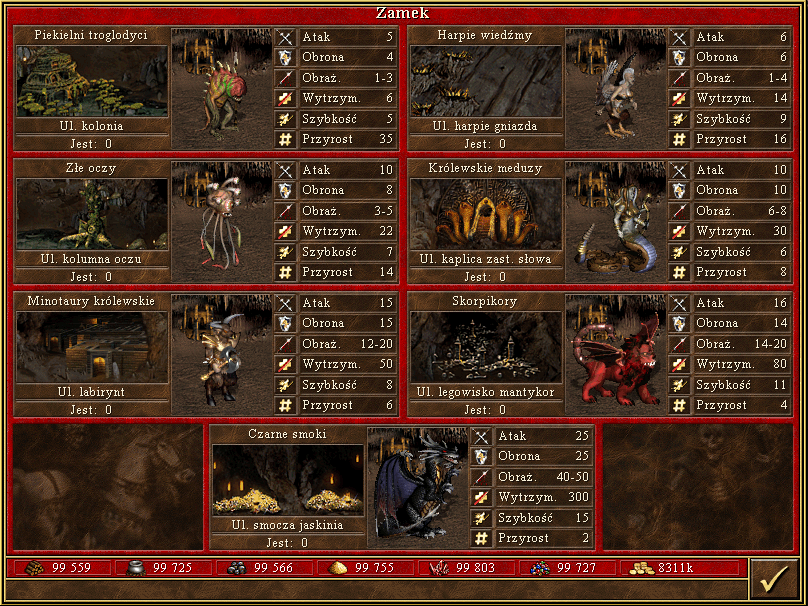 Zamek
Piekielni troglodyci
Ul. kolonia
Jest: 0
Atak 5
Obrona 4
Obraż. 1-3
Wytrzym. 6
Szybkość 5
Przyrost 35
Harpie wiedźmy
Ul. harpie gniazda
Jest: 0
Atak 6
Obrona 6
Obraż. 1-4
Wytrzym. 14
Szybkość 9
Przyrost 16
Złe oczy
Ul. kolumna oczu
Jest: 0
Atak 10
Obrona 8
Obraż. 3-5
Wytrzym. 22
Szybkość 7
Przyrost 14
Królewskie meduzy
Ul. kaplica zast. słowa
Jest: 0
Atak 10
Obrona 10
Obraż. 6-8
Wytrzym. 30
Szybkość 6
Przyrost 8
Minotaury królewskie
Ul. labirynt
Jest: 0
Atak 15
Obrona 15
Obraż. 12-20
Wytrzym. 50
Szybkość 8
Przyrost 6
Skorpikory
Ul. legowisko mantykor
Jest: 0
Atak 16
Obrona 14
Obraż. 14-20
Wytrzym. 80
Szybkość 11
Przyrost 4
Czarne smoki
Ul. smocza jaskinia
Jest: 0
Atak 25
Obrona 25
Obraż. 40-50
Wytrzym. 300
Szybkość 15
Przyrost 2
99 559 99 725 99 566 99 755 99 803 99 727 8311k